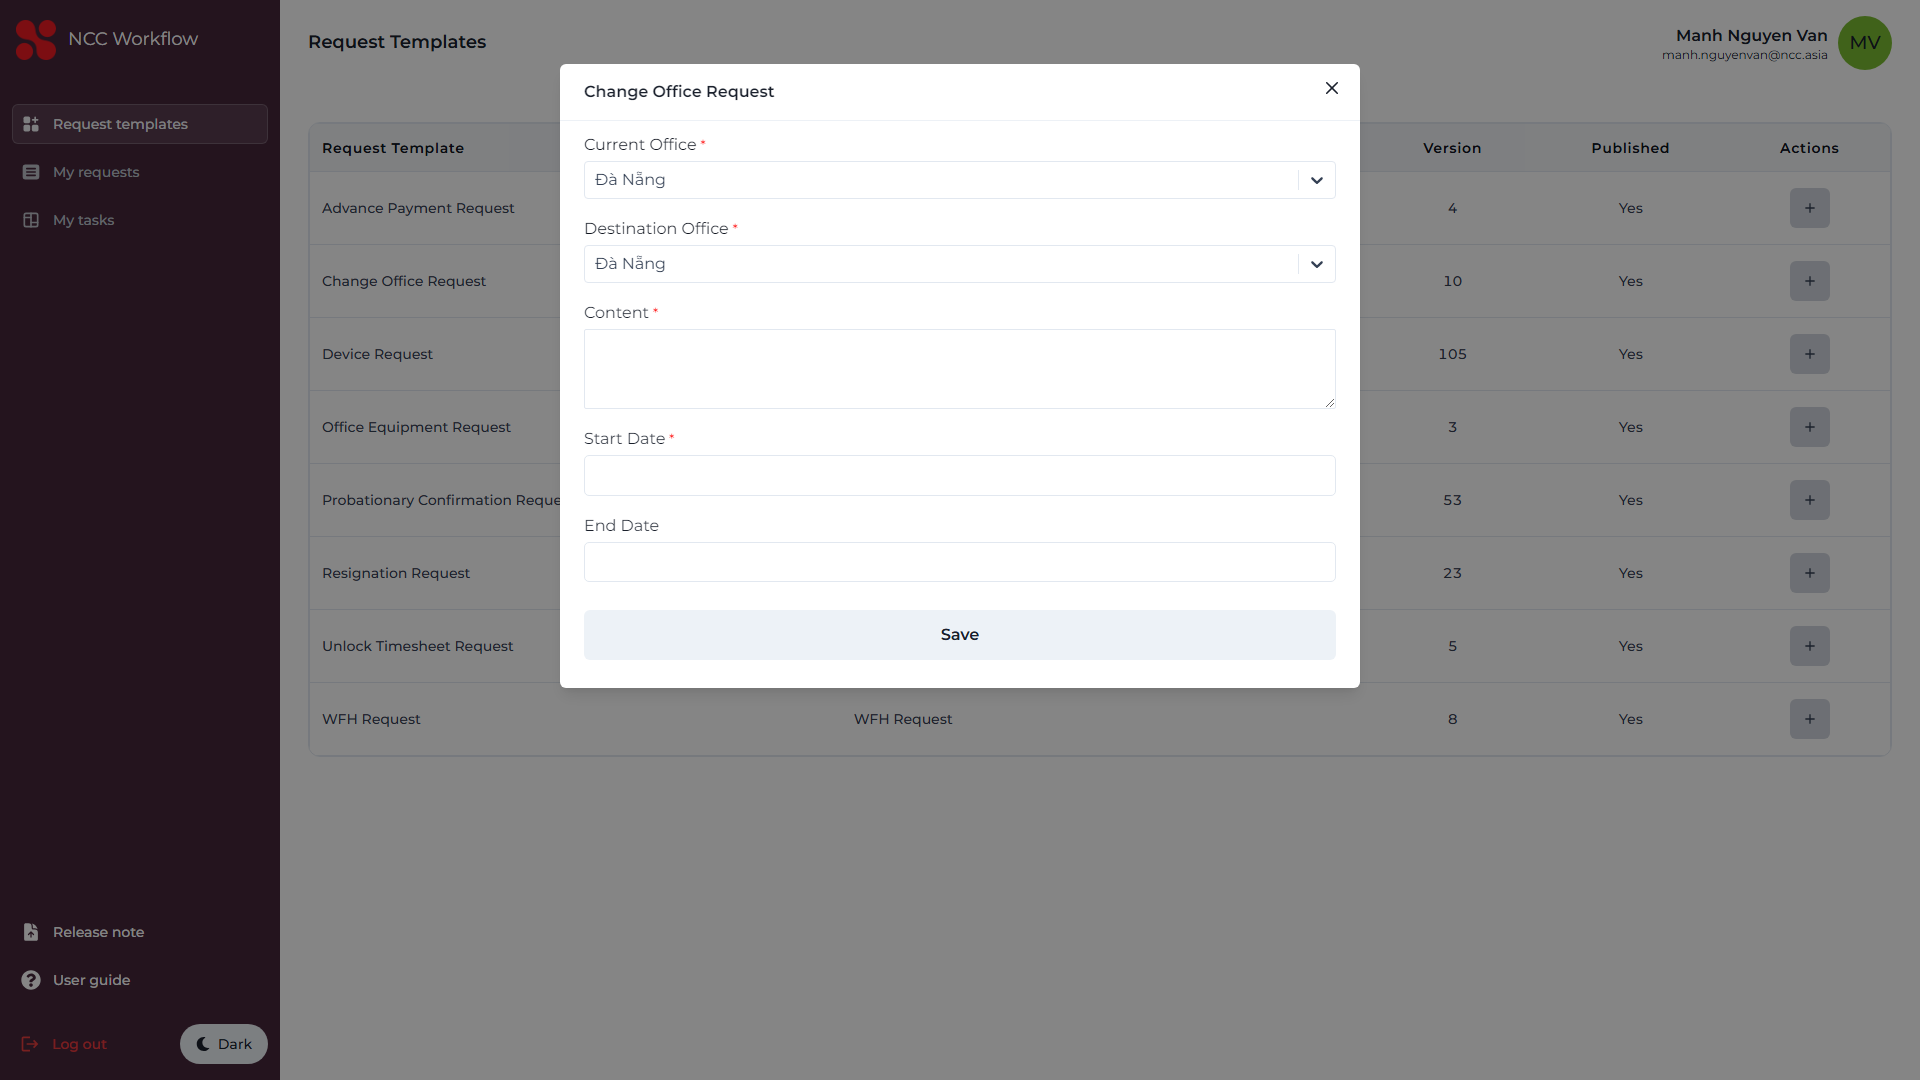 NCC Workflow
Request templates
My requests
My tasks
Release note
User guide
Log out
Dark
Request Templates
Manh Nguyen Van
manh.nguyenvan@ncc.asia
MV
Request Template Version Published Actions
Advance Payment Request 4 Yes +
Change Office Request 10 Yes +
Device Request 105 Yes +
Office Equipment Request 3 Yes +
Probationary Confirmation 53 Yes +
Resignation Request 23 Yes +
Unlock Timesheet Request 5 Yes +
WFH Request WFH Request 8 Yes +
Change Office Request
Current Office *
Đà Nẵng
Destination Office *
Đà Nẵng
Content *
Start Date *
End Date
Save